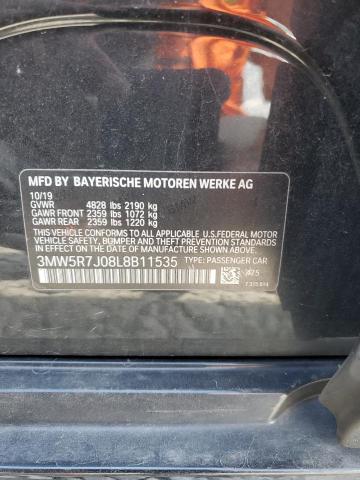 MFD BY BAYERISCHE MOTOREN WERKE AG
10/19
GVWR 4828 lbs 2190 kg
GAWR FRONT 2359 lbs 1072 kg
GAWR REAR 2359 lbs 1220 kg
THIS VEHICLE CONFORMS TO ALL APPLICABLE U.S.FEDERAL MOTOR
VEHICLE SAFETY, BUMPER AND THEFT PREVENTION STANDARDS
IN EFFECT ON THE DATE OF MANUFACTURE SHOWN ABOVE.
3MW5R7J08L8B11535 TYPE: PASSENGER CAR
475